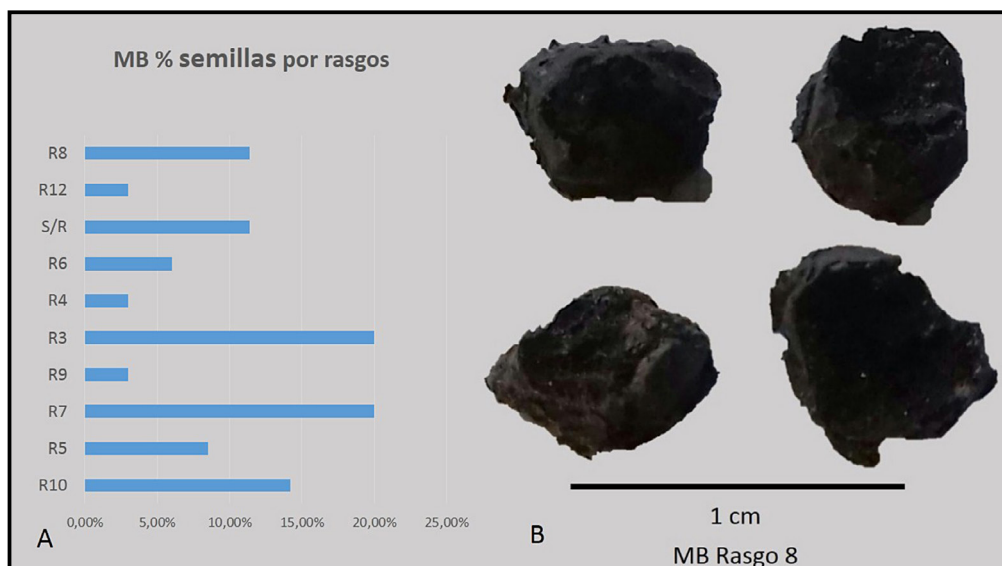 MB % semillas por rasgos
R8
R12
S/R
R6
R4
R3
R9
R7
R5
R10
0,00% 5,00% 10,00% 15,00% 20,00% 25,00%
A
B
1 cm
MB Rasgo 8